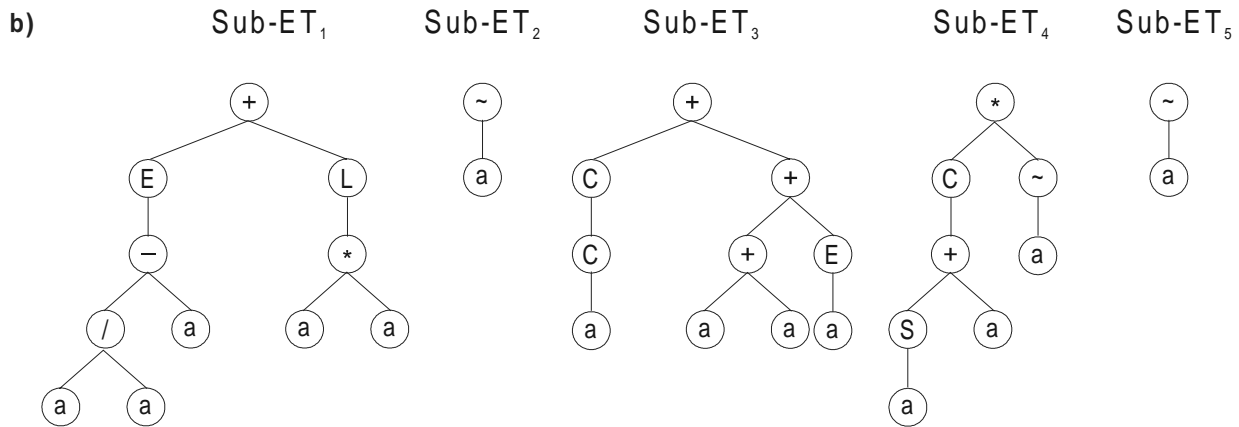 b) Sub-ET₁ Sub-ET₂ Sub-ET₃ Sub-ET₄ Sub-ET₅
+ ~ + * ~
E L a C + C ~ a
– * C + E + a
/ a a a a a a a S a
a a a